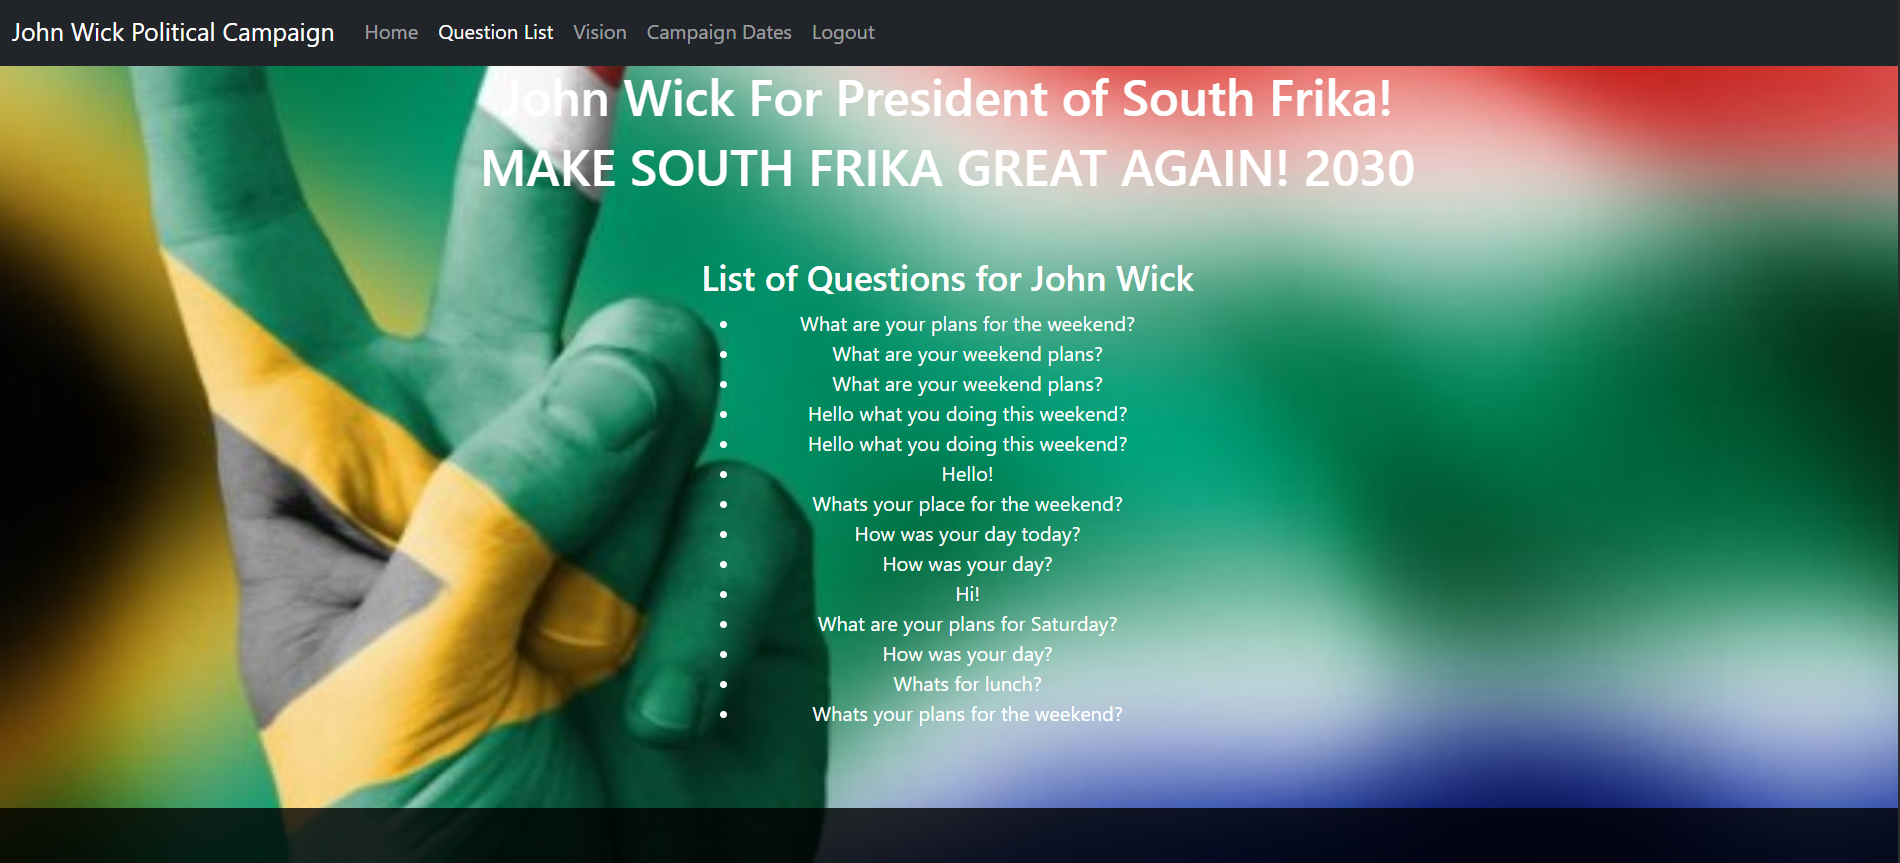 John Wick Political Campaign Home Question List Vision Campaign Dates Logout
John Wick For President of South Frika!
MAKE SOUTH FRIKA GREAT AGAIN! 2030
List of Questions for John Wick
• What are your plans for the weekend?
• What are your weekend plans?
• What are your weekend plans?
• Hello what you doing this weekend?
• Hello what you doing this weekend?
• Hello!
• Whats your place for the weekend?
• How was your day today?
• How was your day?
• Hi!
• What are your plans for Saturday?
• How was your day?
• Whats for lunch?
• Whats your plans for the weekend?